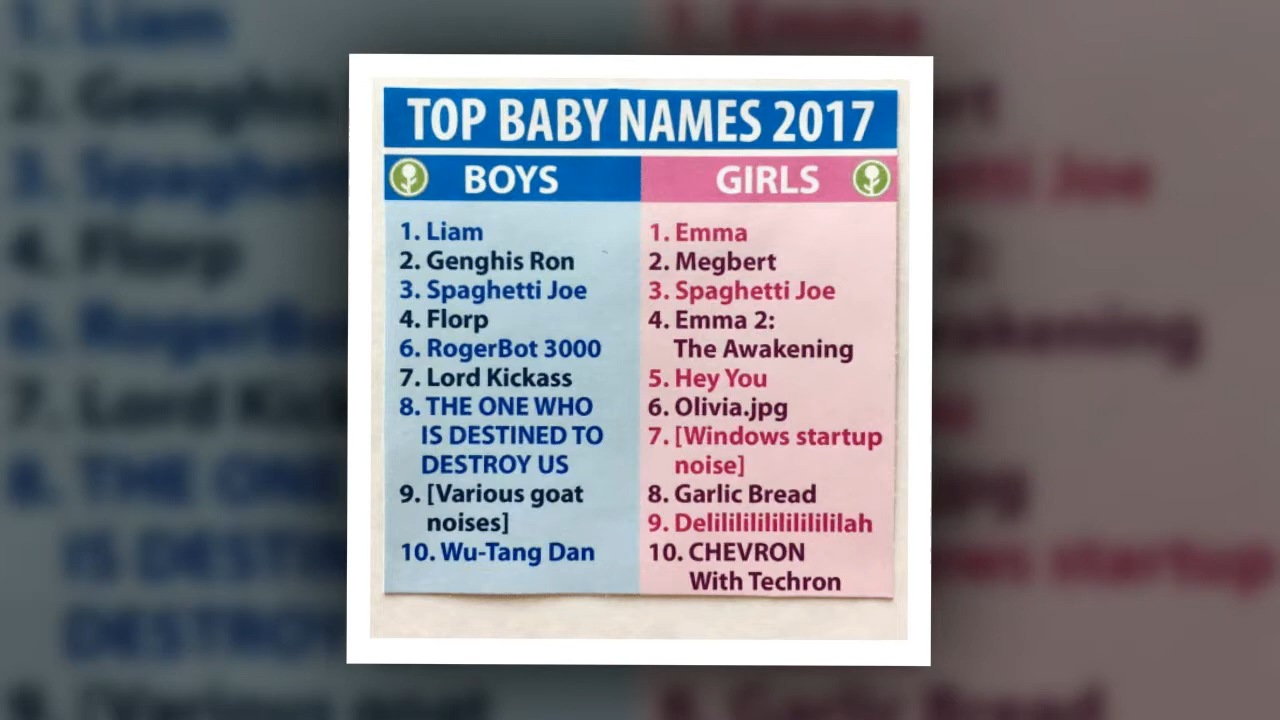 TOP BABY NAMES 2017
BOYS
1. Liam
2. Genghis Ron
3. Spaghetti Joe
4. Florp
6. RogerBot 3000
7. Lord Kickass
8. THE ONE WHO
IS DESTINED TO
DESTROY US
9. [Various goat
noises]
10. Wu-Tang Dan
GIRLS
1. Emma
2. Megbert
3. Spaghetti Joe
4. Emma 2:
The Awakening
5. Hey You
6. Olivia.jpg
7. [Windows startup
noise]
8. Garlic Bread
9. Delilililililililililah
10. CHEVRON
With Techron